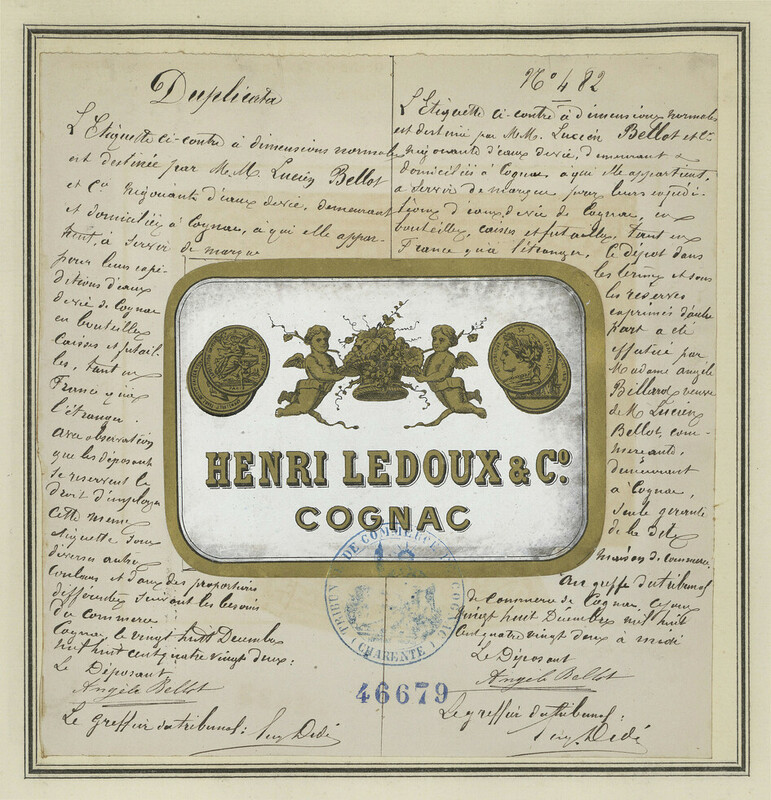 Duplicata
L'Etiquette ci-contre à dimensions normales
est destinée par M.M. Lucien Bellot
et Cie négociants d'eaux de vie, demeurant
et domiciliés à Cognac, à qui elle appar-
tient, à servir de marque
pour leurs expé-
ditions d'eaux
de vie de Cognac
en bouteilles
caisses et futail-
les, tant en
France qu'à
l'étranger.
Avec observation
que les déposants
se réservent le
droit d'employer
cette même
étiquette sous
diverses autres
couleurs et dans des proportions
différentes suivant les besoins
du commerce
Cognac le vingt huit Décembre
mil huit cent quatre vingt deux:
Le Déposant
Angèle Bellot
Le greffier du tribunal:
N° 482
L'Etiquette ci-contre à dimensions normales
est destinée par M.Ms. Lucien Bellot et Cie
négociants d'eaux de vie, demeurant &
domiciliés à Cognac à qui elle appartient,
à servir de marque pour leurs expédi-
tions d'eaux de vie de Cognac, en
bouteilles, caisses et futailles, tant en
France qu'à l'étranger, le dépôt dans
les termes et sous
les réserves
exprimés d'autre
part a été
effectué par
Madame Angèle
Billard veuve
de M. Lucien
Bellot, com-
merçante,
demeurant
à Cognac,
seule gérante
de la dite
maison de commerce.
Au greffe du tribunal
de commerce de Cognac, ce jour
vingt huit Décembre mil huit
cent quatre vingt deux à midi
Le Déposant
Angèle Bellot
Le greffier du tribunal:
HENRI LEDOUX & Co.
COGNAC
TRIBUNAL DE COMMERCE DE COGNAC
(CHARENTE)
46679